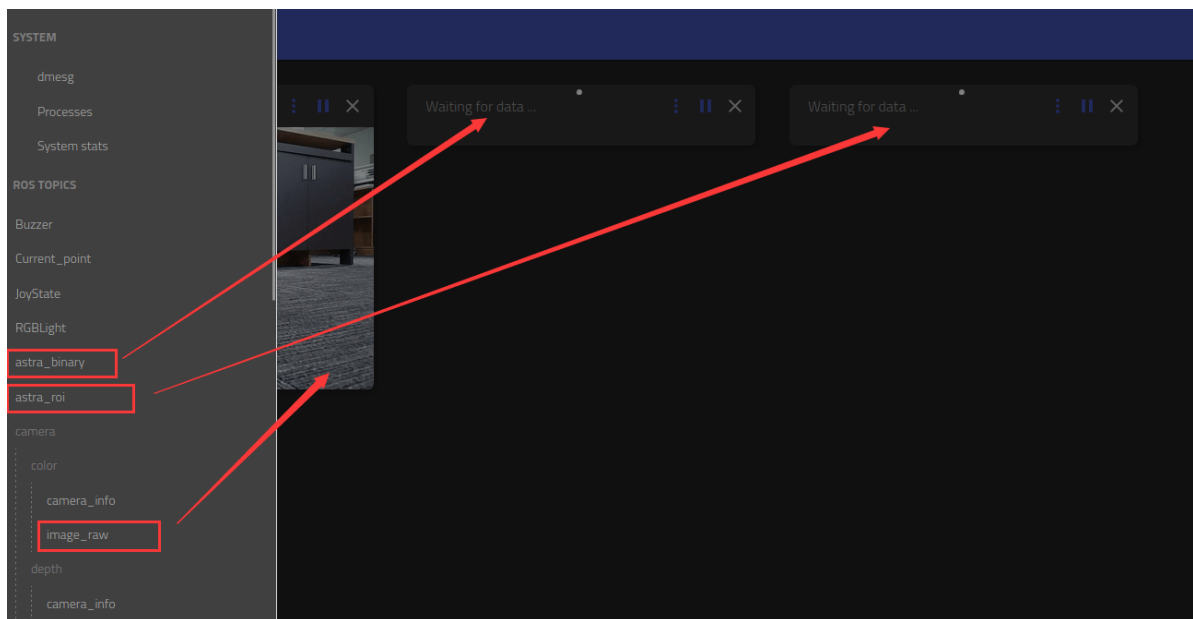 SYSTEM
dmesg
Processes
System stats
ROS TOPICS
Buzzer
Current_point
JoyState
RGBLight
astra_binary
astra_roi
camera
color
camera_info
image_raw
depth
camera_info
Waiting for data ...
Waiting for data ...